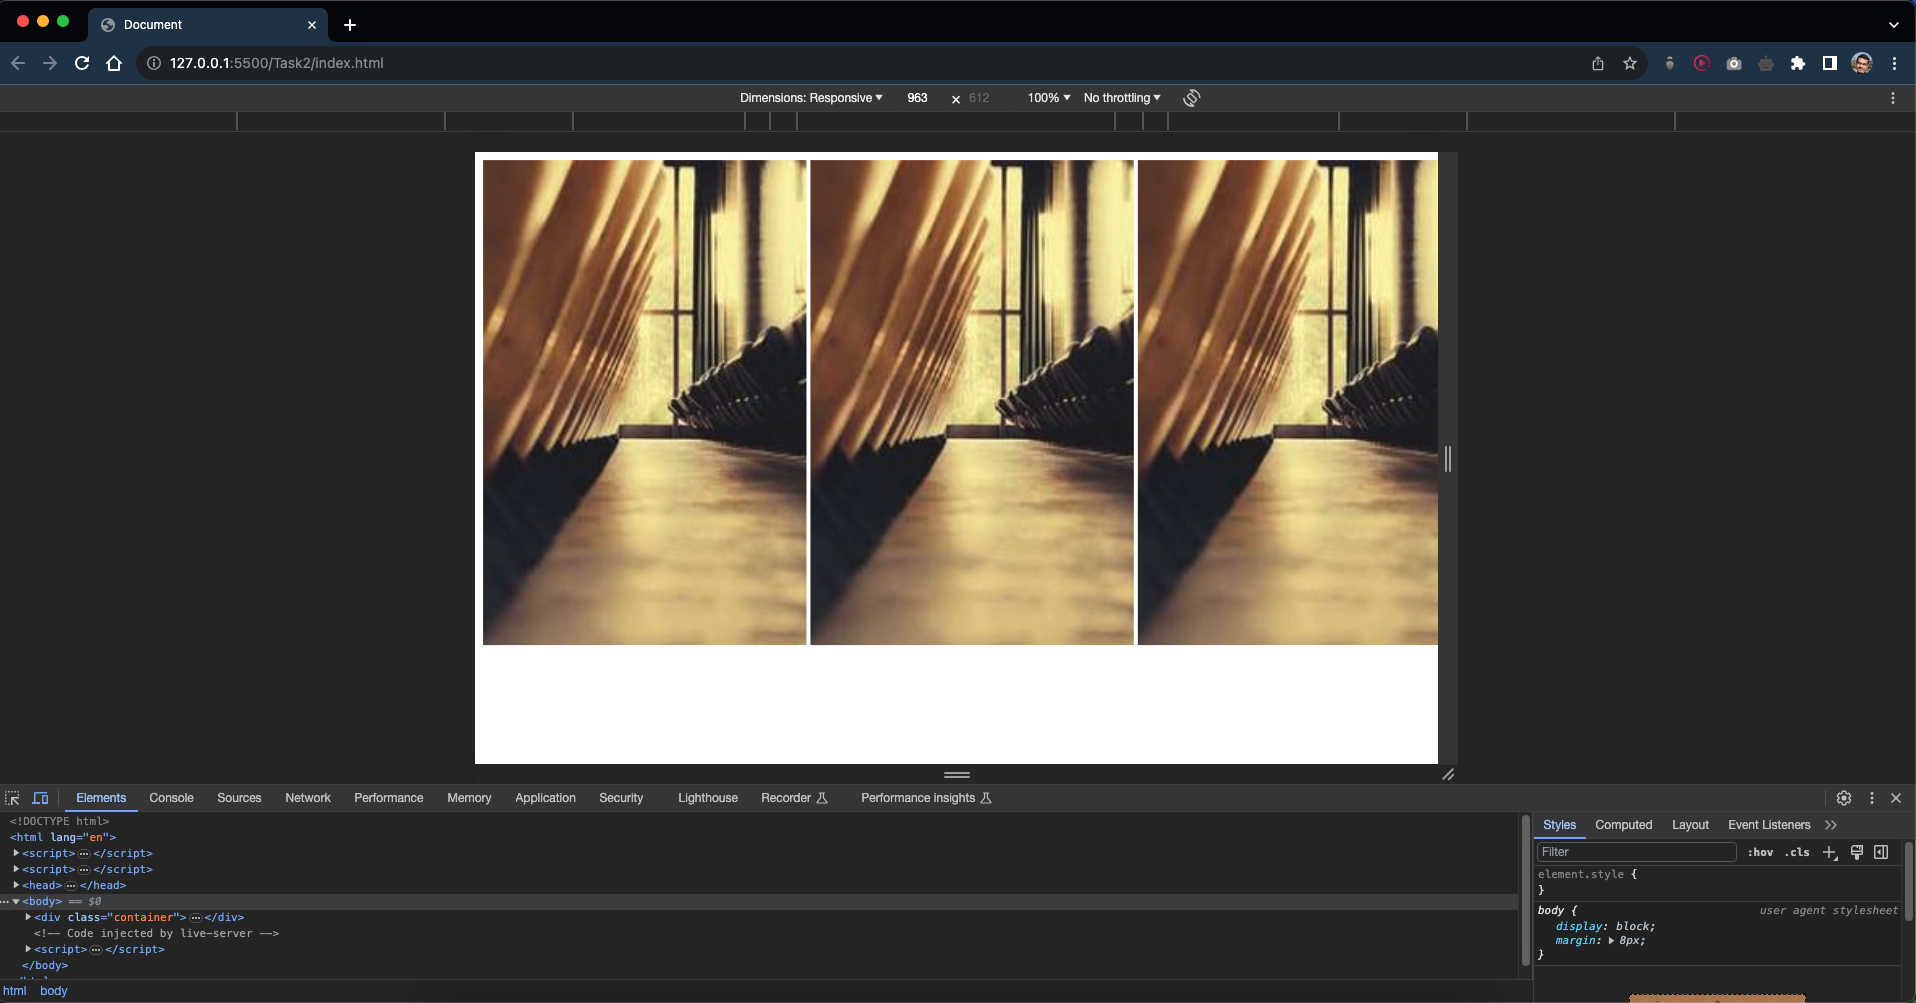 Document
127.0.0.1:5500/Task2/index.html
Dimensions: Responsive 963 × 612 100% No throttling
Elements Console Sources Network Performance Memory Application Security Lighthouse Recorder Performance insights
<!DOCTYPE html>
<html lang="en">
<script>…</script>
<script>…</script>
<head>…</head>
…<body> == $0
<div class="container">…</div>
<!-- Code injected by live-server -->
<script>…</script>
</body>
html body
Styles Computed Layout Event Listeners
Filter :hov .cls
element.style {
}
body { user agent stylesheet
display: block;
margin: 8px;
}